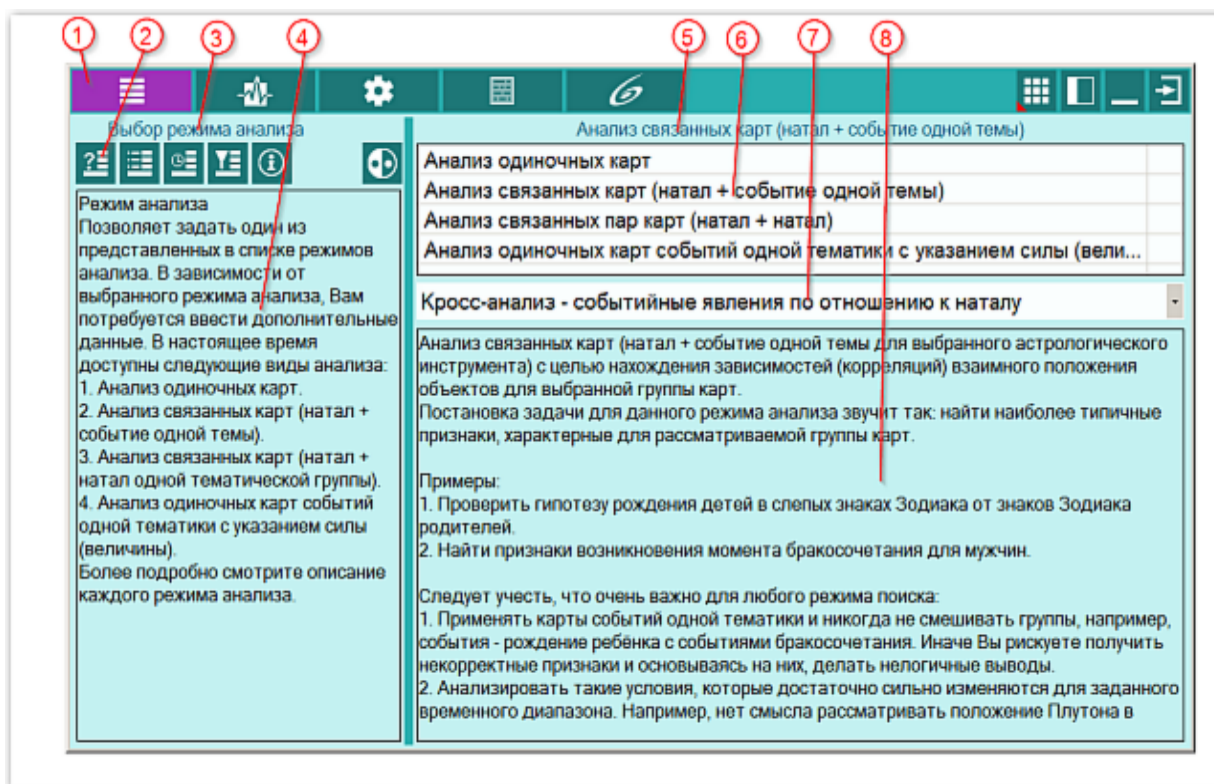 1 2 3 4 5 6 7 8
Выбор режима анализа
Режим анализа
Позволяет задать один из
представленных в списке режимов
анализа. В зависимости от
выбранного режима анализа, Вам
потребуется ввести дополнительные
данные. В настоящее время
доступны следующие виды анализа:
1. Анализ одиночных карт.
2. Анализ связанных карт (натал +
событие одной темы).
3. Анализ связанных карт (натал +
натал одной тематической группы).
4. Анализ одиночных карт событий
одной тематики с указанием силы
(величины).
Более подробно смотрите описание
каждого режима анализа.
Анализ связанных карт (натал + событие одной темы)
Анализ одиночных карт
Анализ связанных карт (натал + событие одной темы)
Анализ связанных пар карт (натал + натал)
Анализ одиночных карт событий одной тематики с указанием силы (вели...
Кросс-анализ - событийные явления по отношению к наталу
Анализ связанных карт (натал + событие одной темы для выбранного астрологического
инструмента) с целью нахождения зависимостей (корреляций) взаимного положения
объектов для выбранной группы карт.
Постановка задачи для данного режима анализа звучит так: найти наиболее типичные
признаки, характерные для рассматриваемой группы карт.
Примеры:
1. Проверить гипотезу рождения детей в слепых знаках Зодиака от знаков Зодиака
родителей.
2. Найти признаки возникновения момента бракосочетания для мужчин.
Следует учесть, что очень важно для любого режима поиска:
1. Применять карты событий одной тематики и никогда не смешивать группы, например,
события - рождение ребёнка с событиями бракосочетания. Иначе Вы рискуете получить
некорректные признаки и основываясь на них, делать нелогичные выводы.
2. Анализировать такие условия, которые достаточно сильно изменяются для заданного
временного диапазона. Например, нет смысла рассматривать положение Плутона в